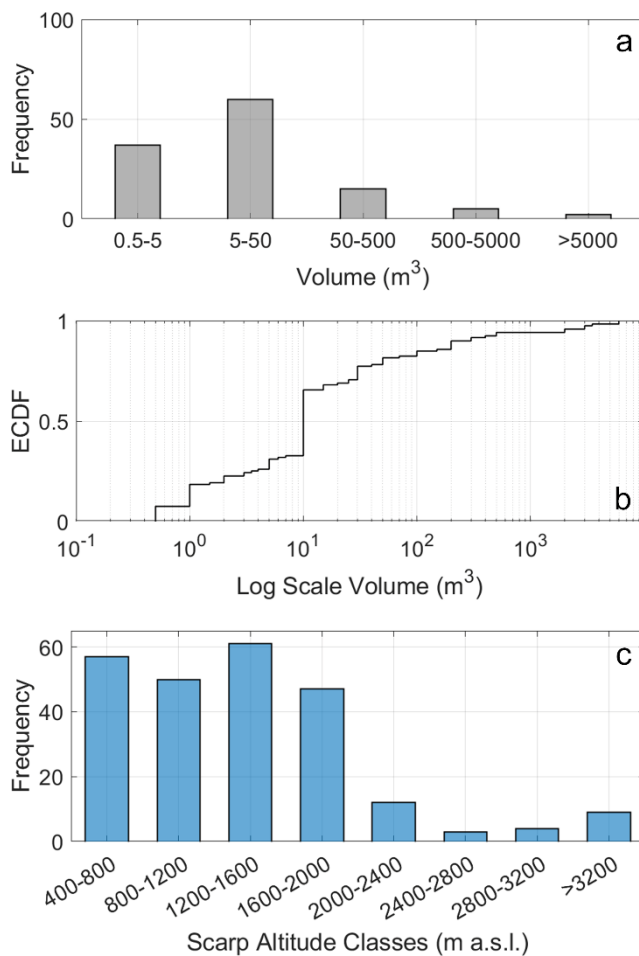 a
100
50
0
Frequency
0.5-5 5-50 50-500 500-5000 >5000
Volume (m³)
b
1
0.5
0
ECDF
10⁻¹ 10⁰ 10¹ 10² 10³
Log Scale Volume (m³)
c
60
40
20
0
Frequency
400-800 800-1200 1200-1600 1600-2000 2000-2400 2400-2800 2800-3200 >3200
Scarp Altitude Classes (m a.s.l.)